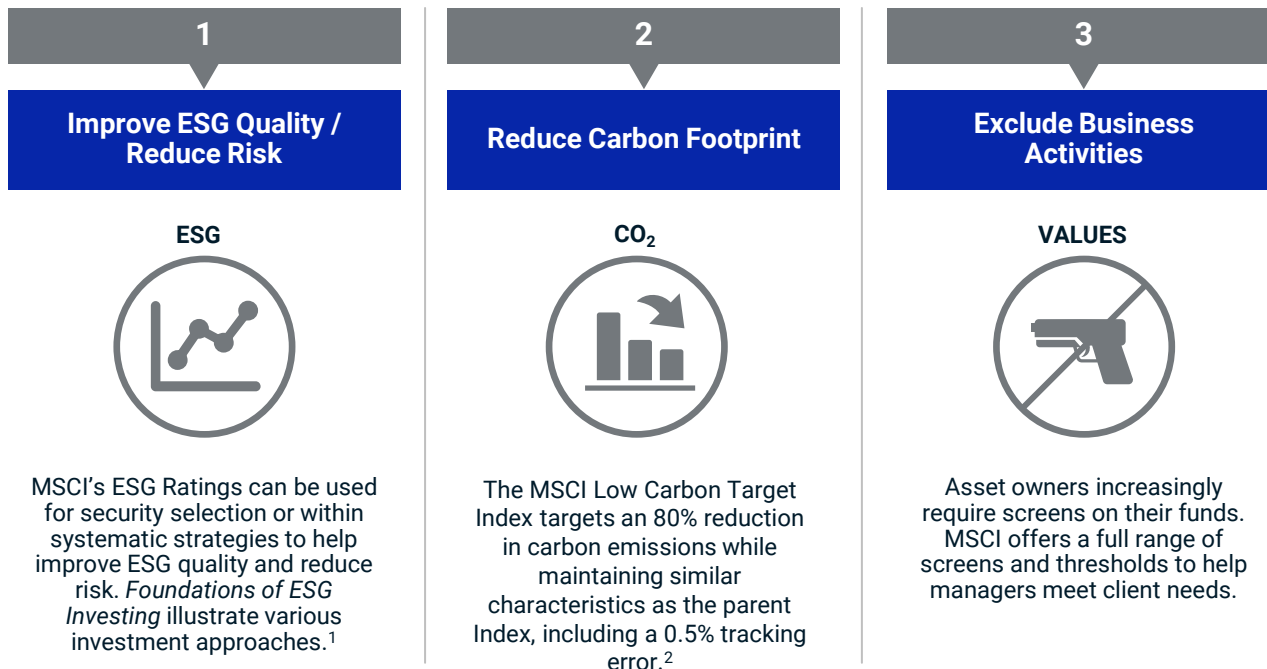 1
Improve ESG Quality /
Reduce Risk
ESG
MSCI’s ESG Ratings can be used
for security selection or within
systematic strategies to help
improve ESG quality and reduce
risk. Foundations of ESG
Investing illustrate various
investment approaches.¹
2
Reduce Carbon Footprint
CO₂
The MSCI Low Carbon Target
Index targets an 80% reduction
in carbon emissions while
maintaining similar
characteristics as the parent
Index, including a 0.5% tracking
error.²
3
Exclude Business
Activities
VALUES
Asset owners increasingly
require screens on their funds.
MSCI offers a full range of
screens and thresholds to help
managers meet client needs.